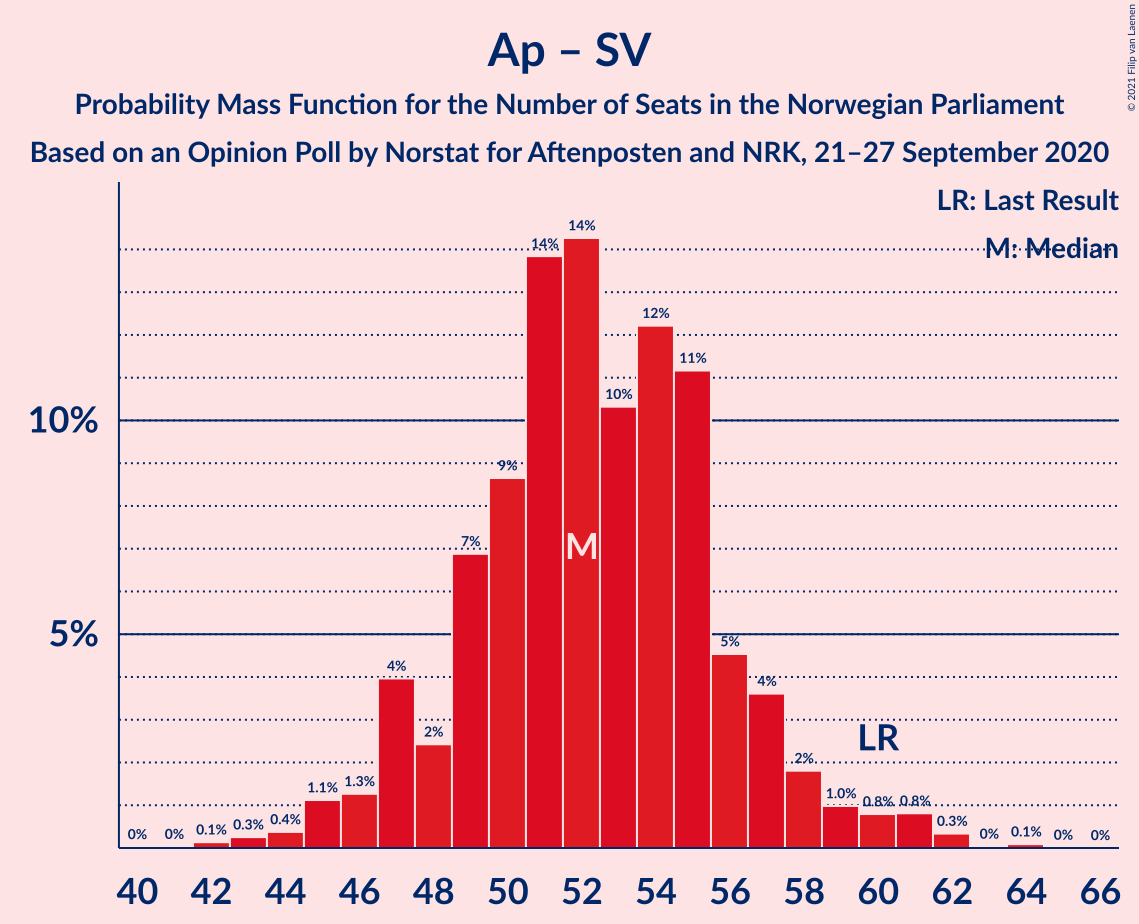 Ap – SV
Probability Mass Function for the Number of Seats in the Norwegian Parliament
Based on an Opinion Poll by Norstat for Aftenposten and NRK, 21–27 September 2020
© 2021 Filip van Laenen
LR: Last Result
M: Median
10%
5%
0% 0% 0.1% 0.3% 0.4% 1.1% 1.3% 4% 2% 7% 9% 14% 14% 10% 12% 11% 5% 4% 2% 1.0% 0.8% 0.8% 0.3% 0% 0.1% 0% 0%
M
LR
40 42 44 46 48 50 52 54 56 58 60 62 64 66